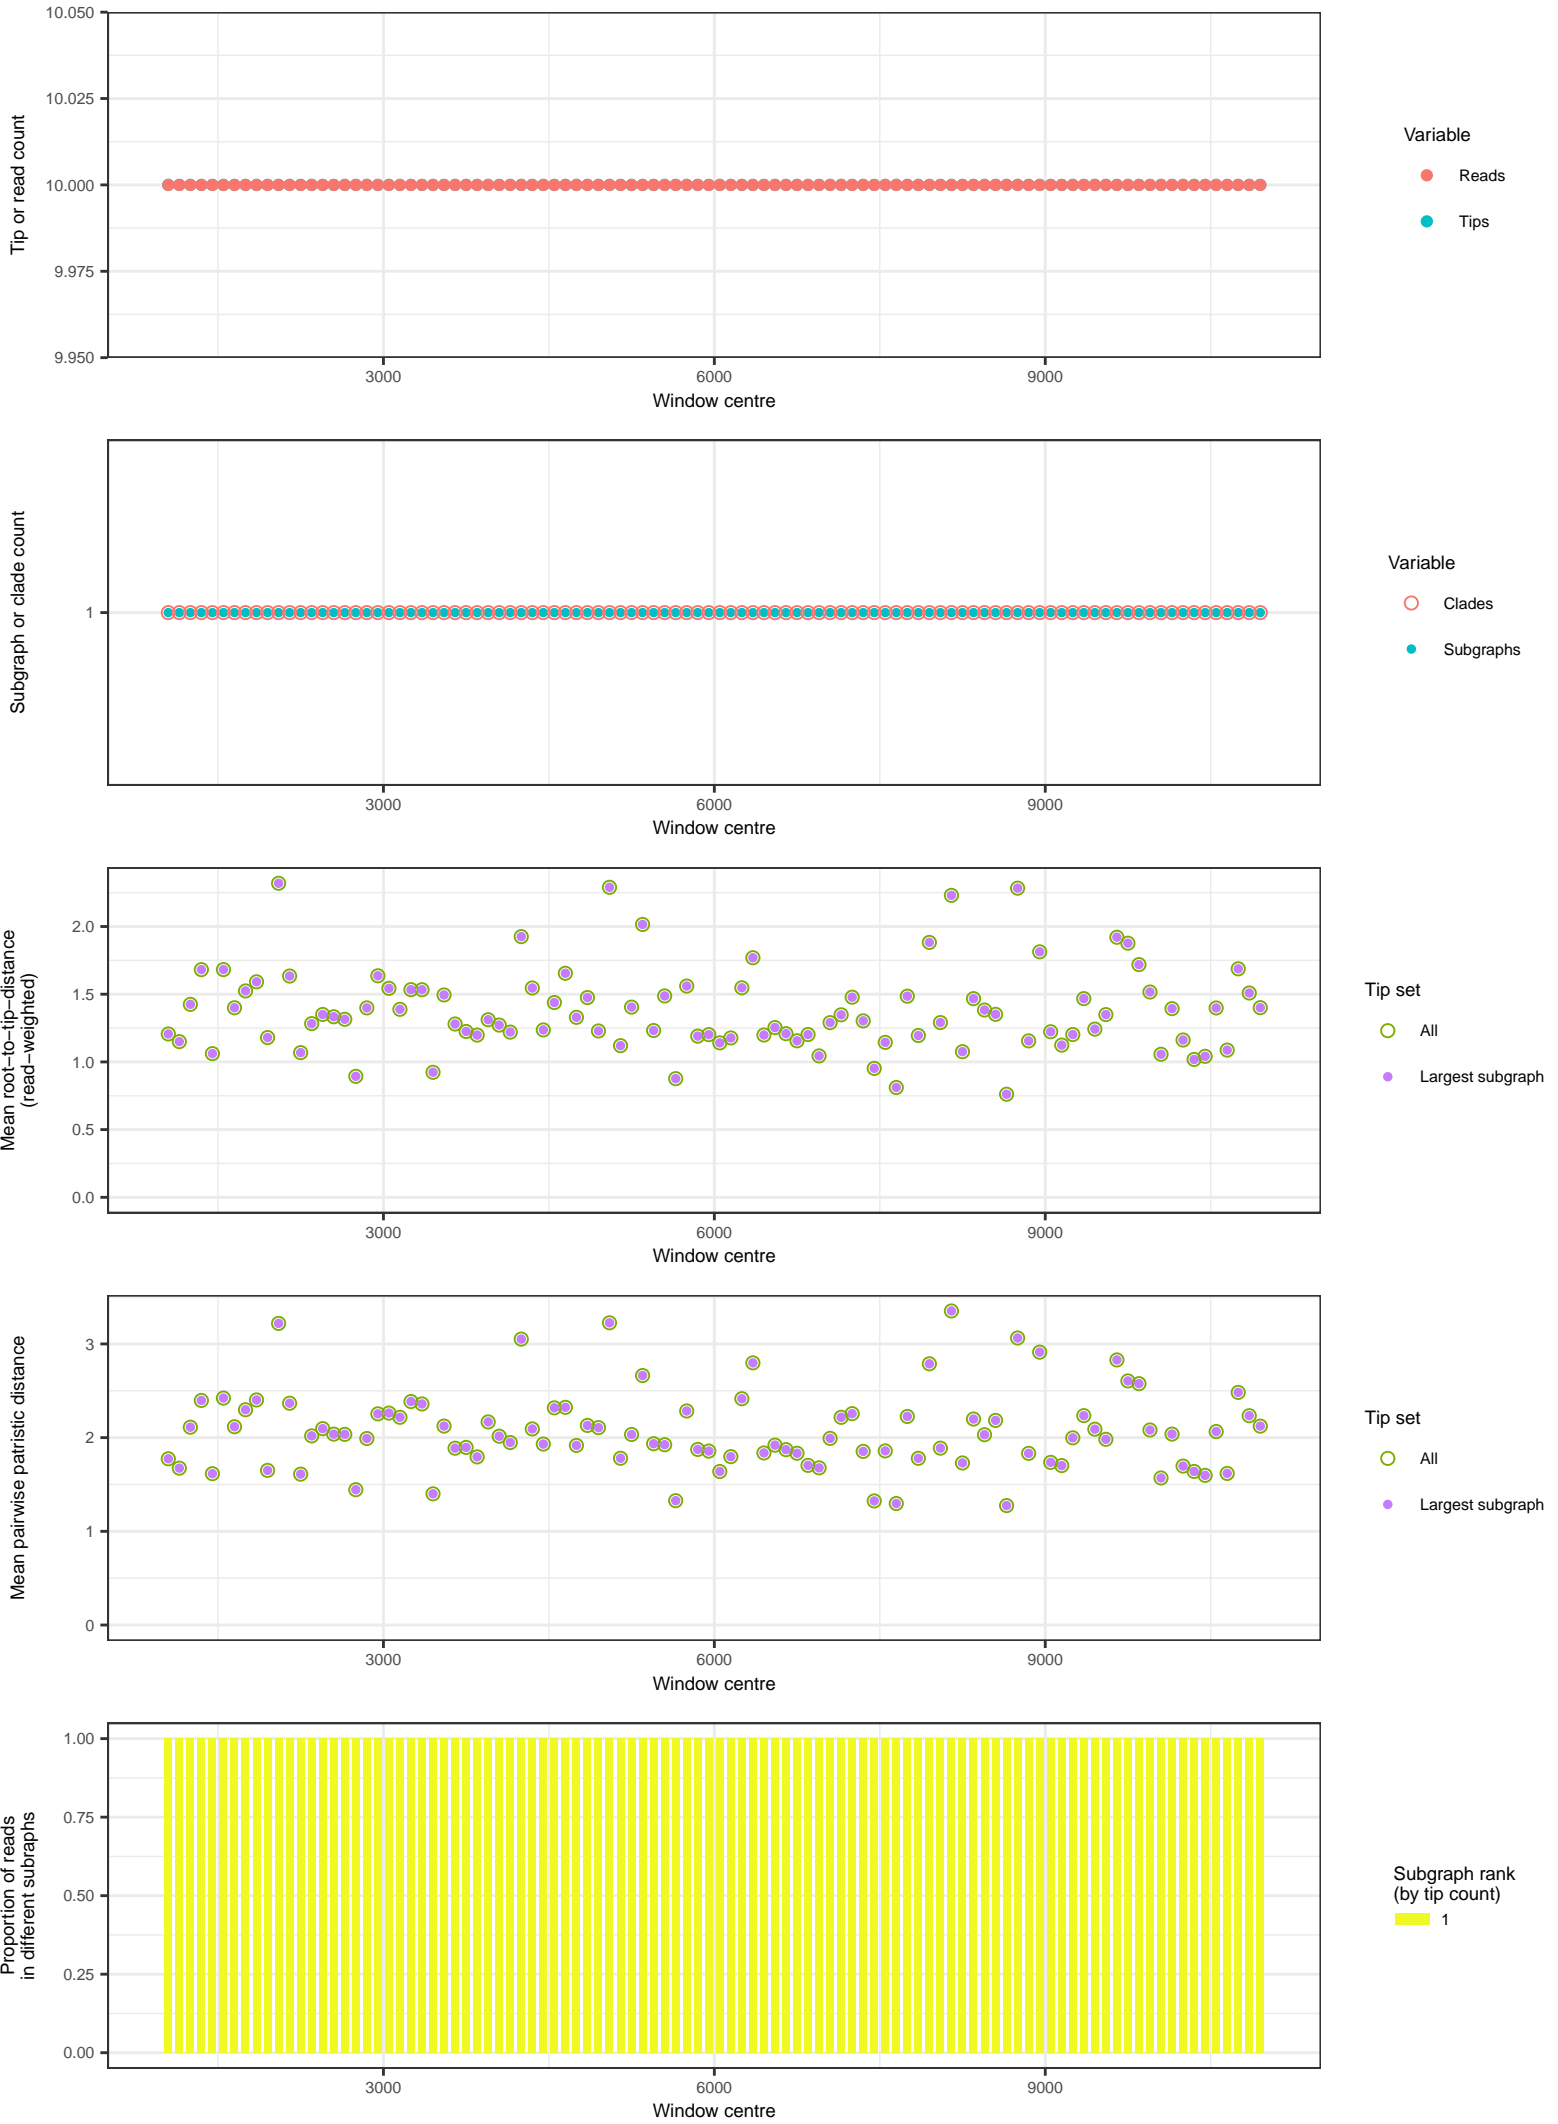 10.050
10.025
10.000
9.975
9.950
Tip or read count
3000
6000
9000
Window centre
Variable
Reads
Tips
1
Subgraph or clade count
3000
6000
9000
Window centre
Variable
Clades
Subgraphs
2.0
1.5
1.0
0.5
0.0
Mean root−to−tip−distance
(read−weighted)
3000
6000
9000
Window centre
Tip set
All
Largest subgraph
3
2
1
0
Mean pairwise patristic distance
3000
6000
9000
Window centre
Tip set
All
Largest subgraph
1.00
0.75
0.50
0.25
0.00
Proportion of reads
in different subraphs
3000
6000
9000
Window centre
Subgraph rank
(by tip count)
1